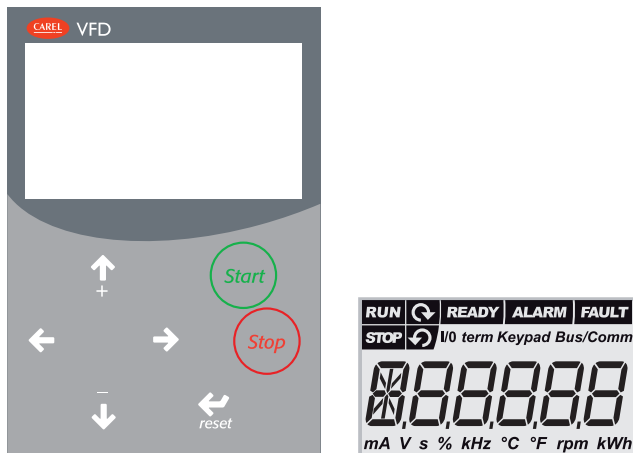 CAREL VFD
+
Start
Stop
−
reset
RUN READY ALARM FAULT
STOP I/0 term Keypad Bus/Comm
mA V s % kHz °C °F rpm kWh